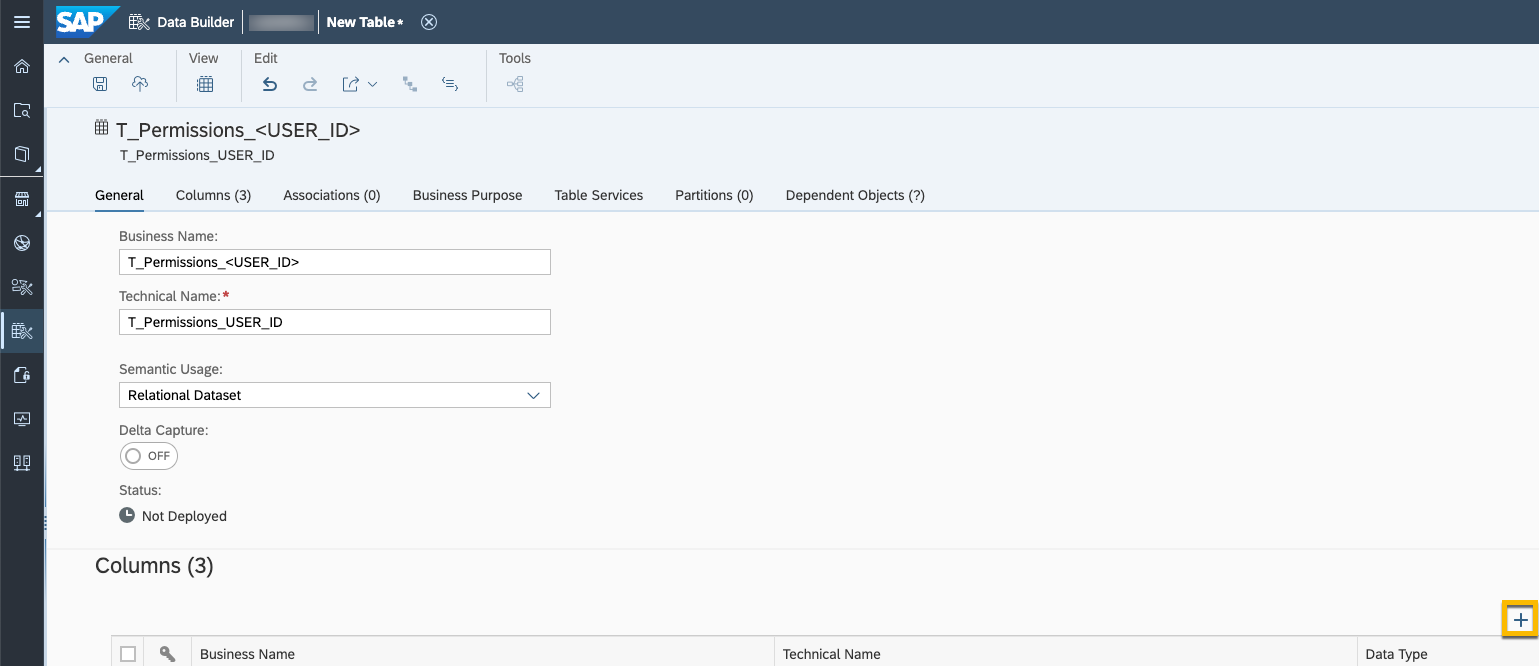 SAP Data Builder New Table*
General View Edit Tools
T_Permissions_<USER_ID>
T_Permissions_USER_ID
General Columns (3) Associations (0) Business Purpose Table Services Partitions (0) Dependent Objects (?)
Business Name:
T_Permissions_<USER_ID>
Technical Name:*
T_Permissions_USER_ID
Semantic Usage:
Relational Dataset
Delta Capture:
OFF
Status:
Not Deployed
Columns (3)
Business Name Technical Name Data Type